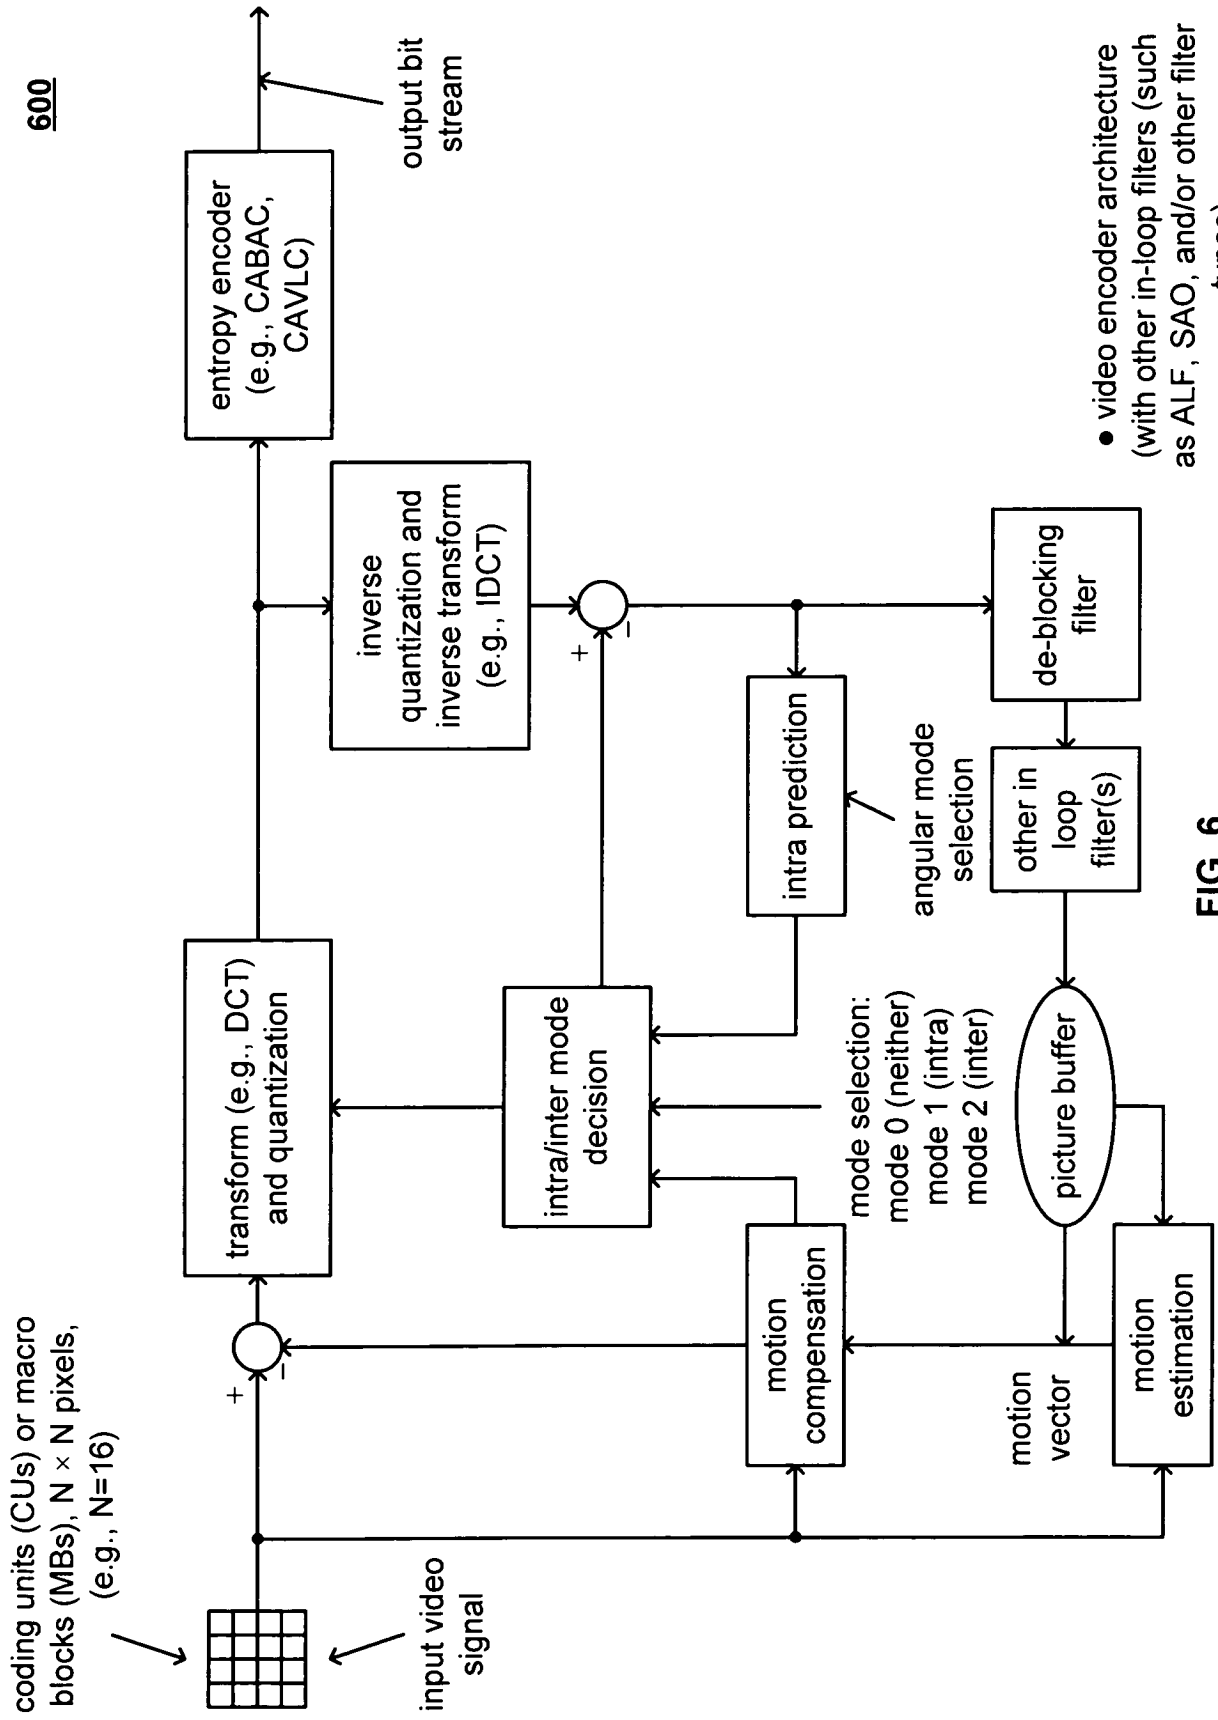 600
coding units (CUs) or macro
blocks (MBs), N × N pixels,
(e.g., N=16)
input video
signal
+
-
transform (e.g., DCT)
and quantization
entropy encoder
(e.g., CABAC,
CAVLC)
output bit
stream
inverse
quantization and
inverse transform
(e.g., IDCT)
+
-
intra/inter mode
decision
intra prediction
angular mode
selection
mode selection:
mode 0 (neither)
mode 1 (intra)
mode 2 (inter)
motion
compensation
motion
vector
motion
estimation
picture buffer
other in
loop
filter(s)
de-blocking
filter
● video encoder architecture
(with other in-loop filters (such
as ALF, SAO, and/or other filter
FIG. 6